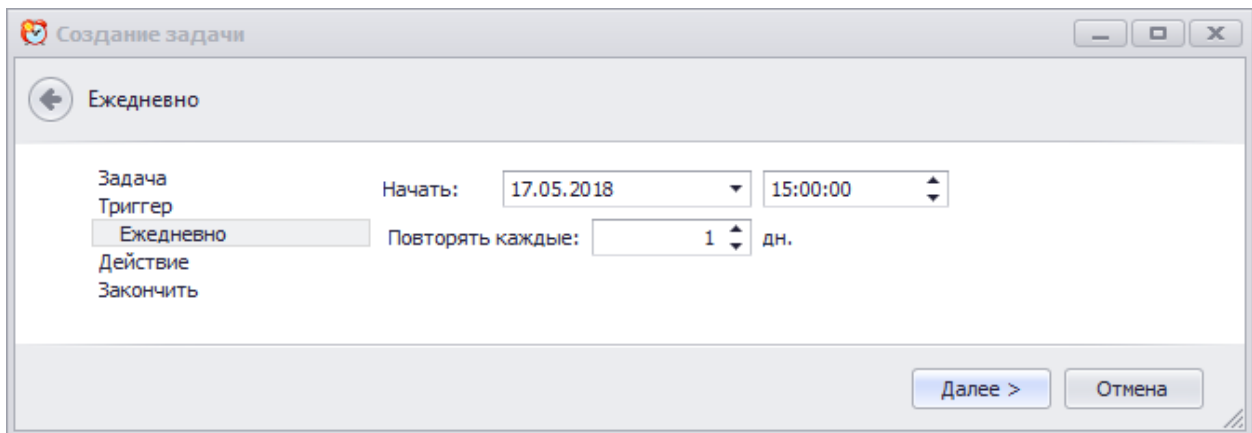 Создание задачи
Ежедневно
Задача
Триггер
Ежедневно
Действие
Закончить
Начать: 17.05.2018 15:00:00
Повторять каждые: 1 дн.
Далее > Отмена